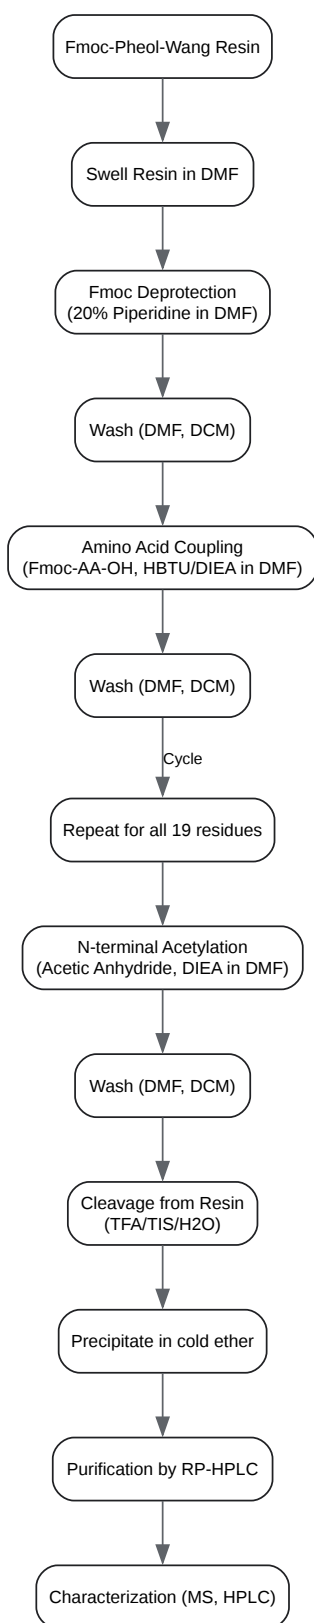 Fmoc-Pheol-Wang Resin
Swell Resin in DMF
Fmoc Deprotection
(20% Piperidine in DMF)
Wash (DMF, DCM)
Amino Acid Coupling
(Fmoc-AA-OH, HBTU/DIEA in DMF)
Wash (DMF, DCM)
Cycle
Repeat for all 19 residues
N-terminal Acetylation
(Acetic Anhydride, DIEA in DMF)
Wash (DMF, DCM)
Cleavage from Resin
(TFA/TIS/H2O)
Precipitate in cold ether
Purification by RP-HPLC
Characterization (MS, HPLC)